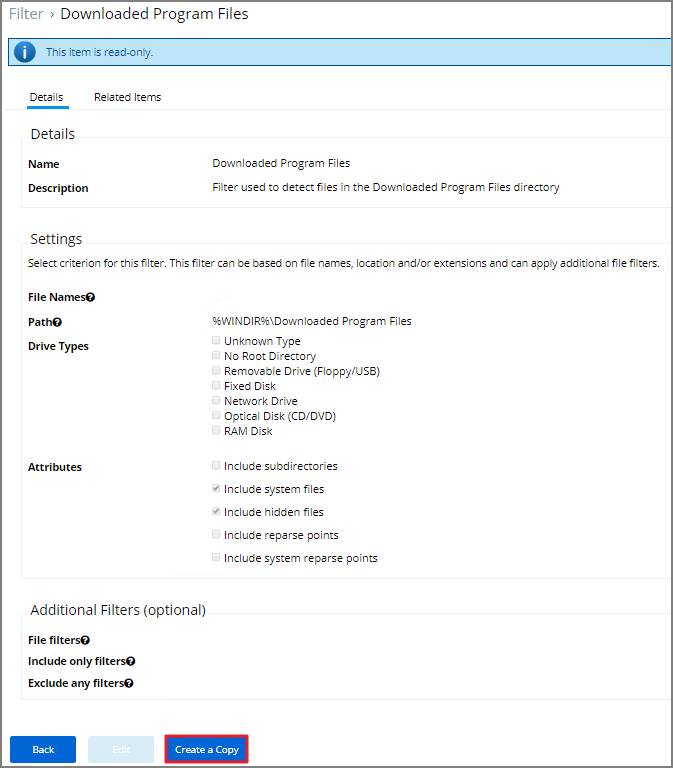 Filter › Downloaded Program Files
This item is read-only.
Details Related Items
Details
Name Downloaded Program Files
Description Filter used to detect files in the Downloaded Program Files directory
Settings
Select criterion for this filter. This filter can be based on file names, location and/or extensions and can apply additional file filters.
File Names
Path %WINDIR%\Downloaded Program Files
Drive Types Unknown Type
No Root Directory
Removable Drive (Floppy/USB)
Fixed Disk
Network Drive
Optical Disk (CD/DVD)
RAM Disk
Attributes Include subdirectories
Include system files
Include hidden files
Include reparse points
Include system reparse points
Additional Filters (optional)
File filters
Include only filters
Exclude any filters
Back Edit Create a Copy